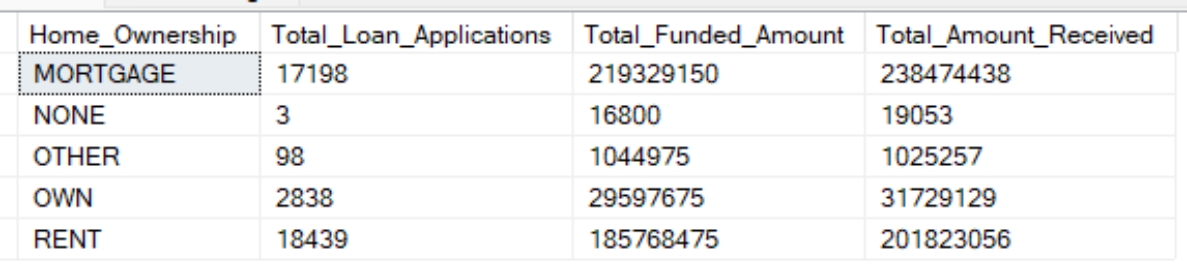 Home_Ownership Total_Loan_Applications Total_Funded_Amount Total_Amount_Received
MORTGAGE 17198 219329150 238474438
NONE 3 16800 19053
OTHER 98 1044975 1025257
OWN 2838 29597675 31729129
RENT 18439 185768475 201823056